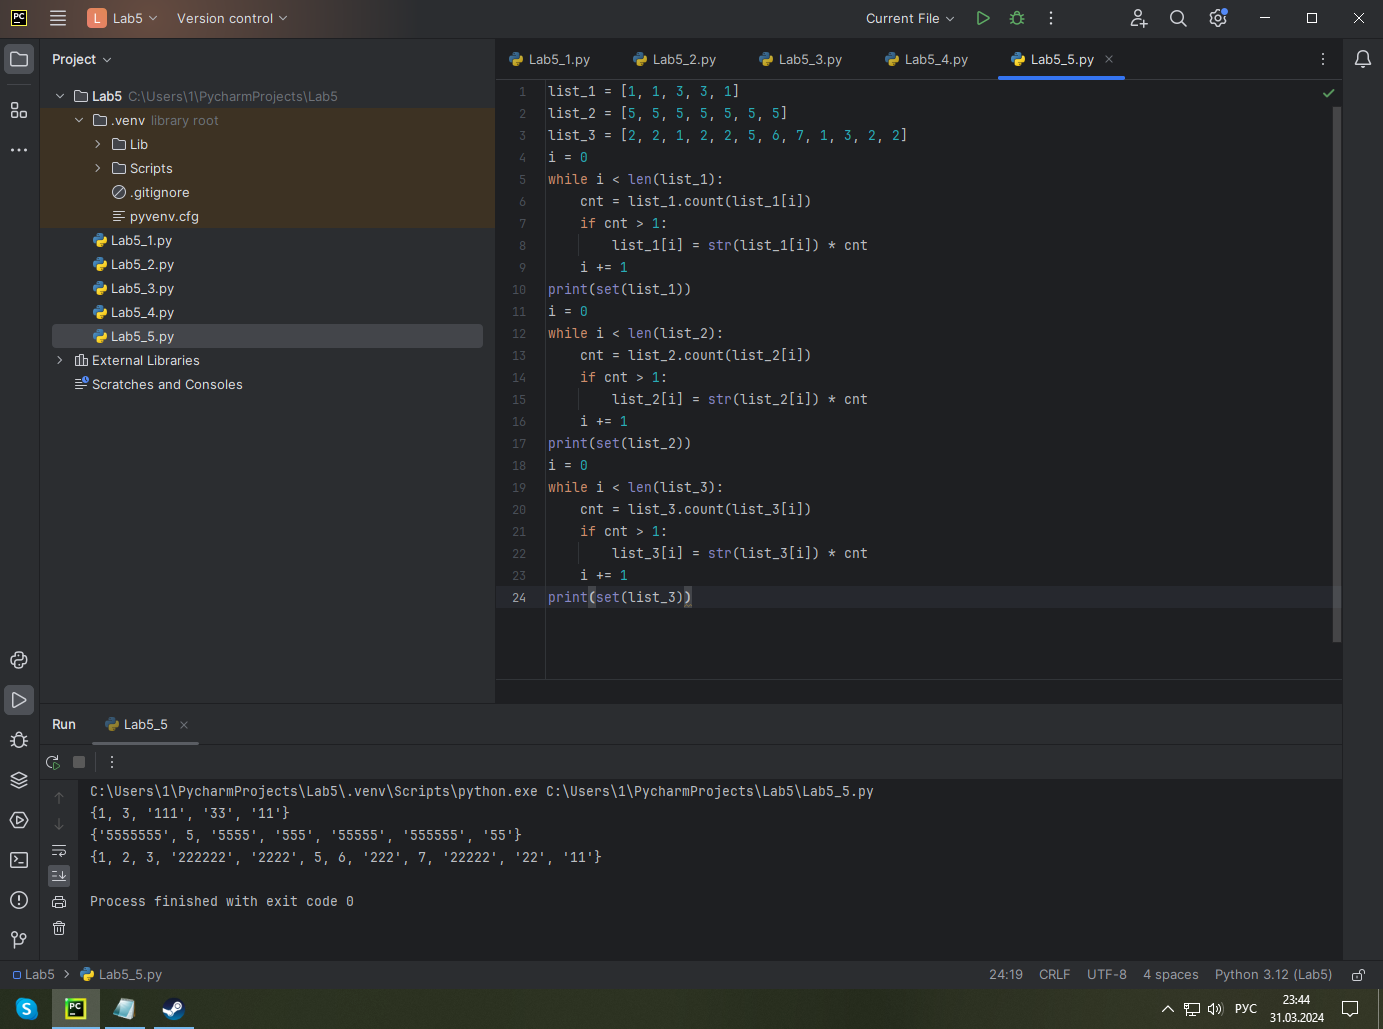 PC L Lab5 Version control Current File
Project
Lab5_1.py Lab5_2.py Lab5_3.py Lab5_4.py Lab5_5.py
Lab5 C:\Users\1\PycharmProjects\Lab5
.venv library root
Lib
Scripts
.gitignore
pyvenv.cfg
Lab5_1.py
Lab5_2.py
Lab5_3.py
Lab5_4.py
Lab5_5.py
External Libraries
Scratches and Consoles
1 list_1 = [1, 1, 3, 3, 1]
2 list_2 = [5, 5, 5, 5, 5, 5, 5]
3 list_3 = [2, 2, 1, 2, 2, 5, 6, 7, 1, 3, 2, 2]
4 i = 0
5 while i < len(list_1):
6     cnt = list_1.count(list_1[i])
7     if cnt > 1:
8         list_1[i] = str(list_1[i]) * cnt
9     i += 1
10 print(set(list_1))
11 i = 0
12 while i < len(list_2):
13     cnt = list_2.count(list_2[i])
14     if cnt > 1:
15         list_2[i] = str(list_2[i]) * cnt
16     i += 1
17 print(set(list_2))
18 i = 0
19 while i < len(list_3):
20     cnt = list_3.count(list_3[i])
21     if cnt > 1:
22         list_3[i] = str(list_3[i]) * cnt
23     i += 1
24 print(set(list_3))
Run Lab5_5
C:\Users\1\PycharmProjects\Lab5\.venv\Scripts\python.exe C:\Users\1\PycharmProjects\Lab5\Lab5_5.py
{1, 3, '111', '33', '11'}
{'5555555', 5, '5555', '555', '55555', '555555', '55'}
{1, 2, 3, '222222', '2222', 5, 6, '222', 7, '22222', '22', '11'}
Process finished with exit code 0
Lab5 > Lab5_5.py 24:19 CRLF UTF-8 4 spaces Python 3.12 (Lab5)
S PC РУС 23:44
31.03.2024